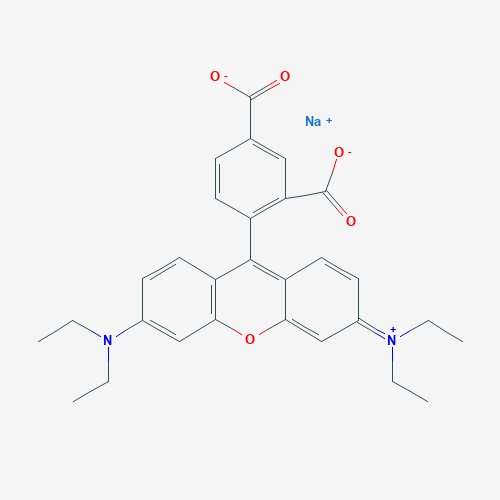 O - O
Na +
O -
O
N O N +